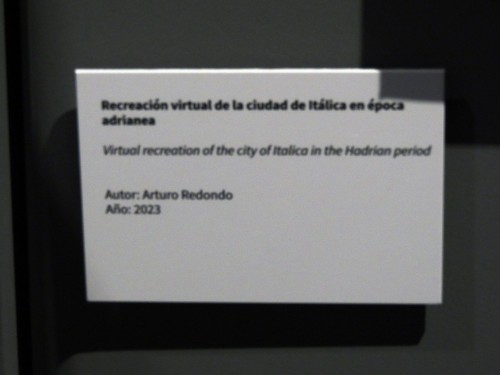 Recreación virtual de la ciudad de Itálica en época
adrianea
Virtual recreation of the city of Italica in the Hadrian period
Autor: Arturo Redondo
Año: 2023